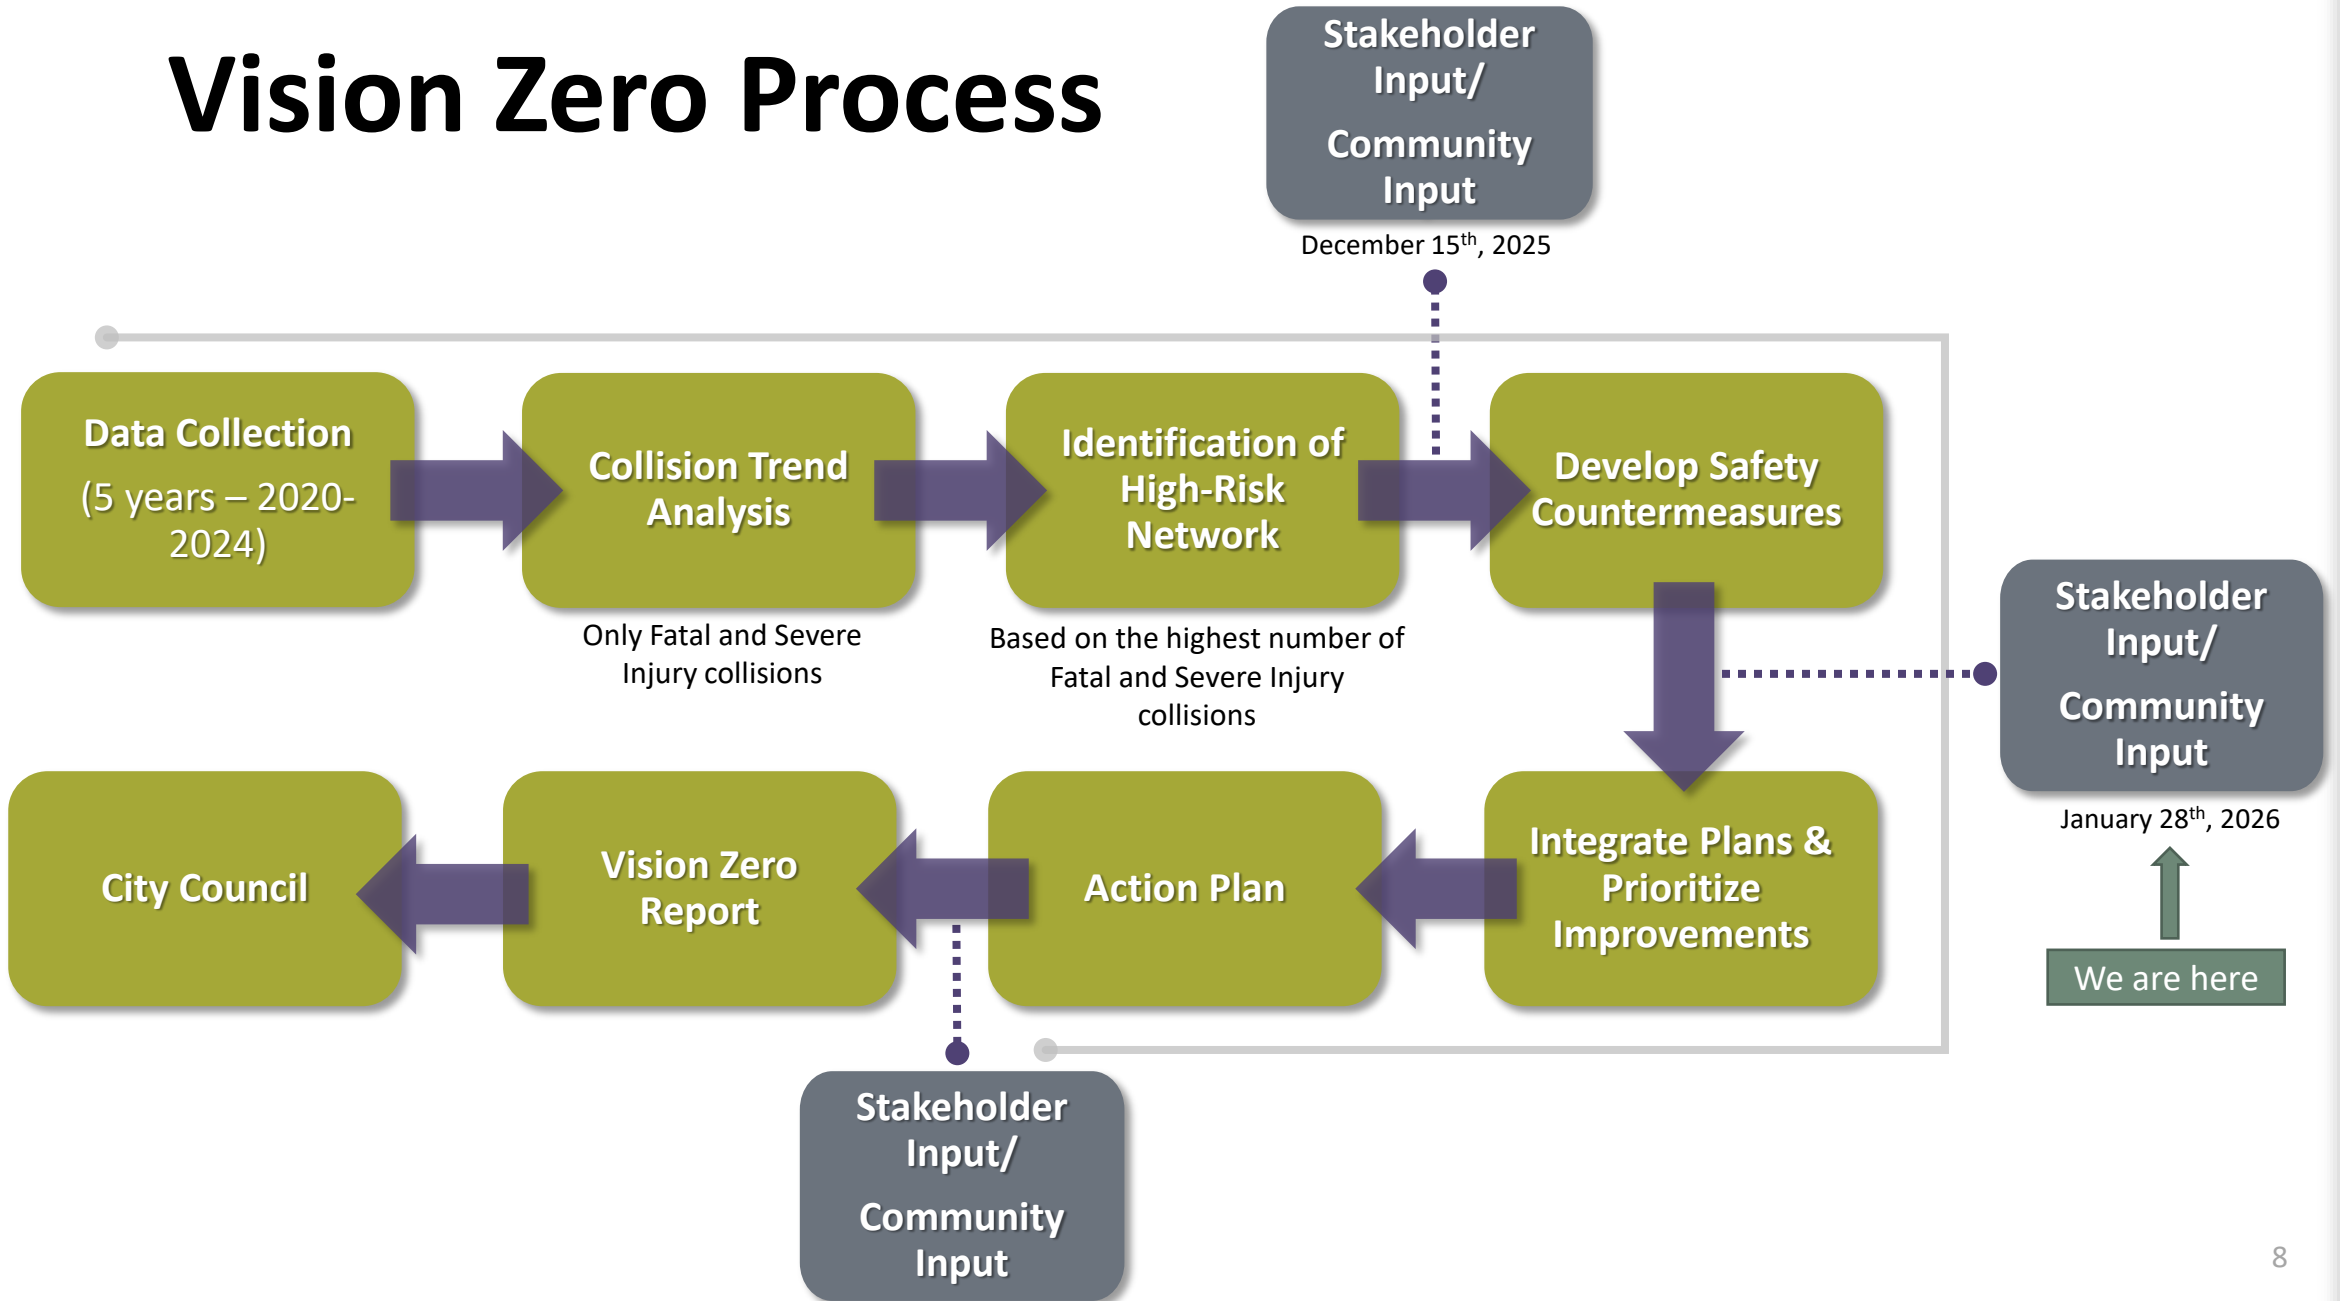 Vision Zero Process
Stakeholder
Input/
Community
Input
December 15th, 2025
Data Collection
(5 years – 2020-
2024)
Collision Trend
Analysis
Only Fatal and Severe
Injury collisions
Identification of
High-Risk
Network
Based on the highest number of
Fatal and Severe Injury
collisions
Develop Safety
Countermeasures
Stakeholder
Input/
Community
Input
January 28th, 2026
We are here
Integrate Plans &
Prioritize
Improvements
Action Plan
Vision Zero
Report
City Council
Stakeholder
Input/
Community
Input
8